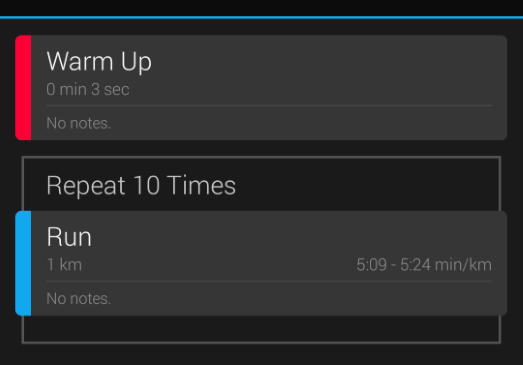 Warm Up
0 min 3 sec
No notes.
Repeat 10 Times
Run
1 km 5:09 - 5:24 min/km
No notes.